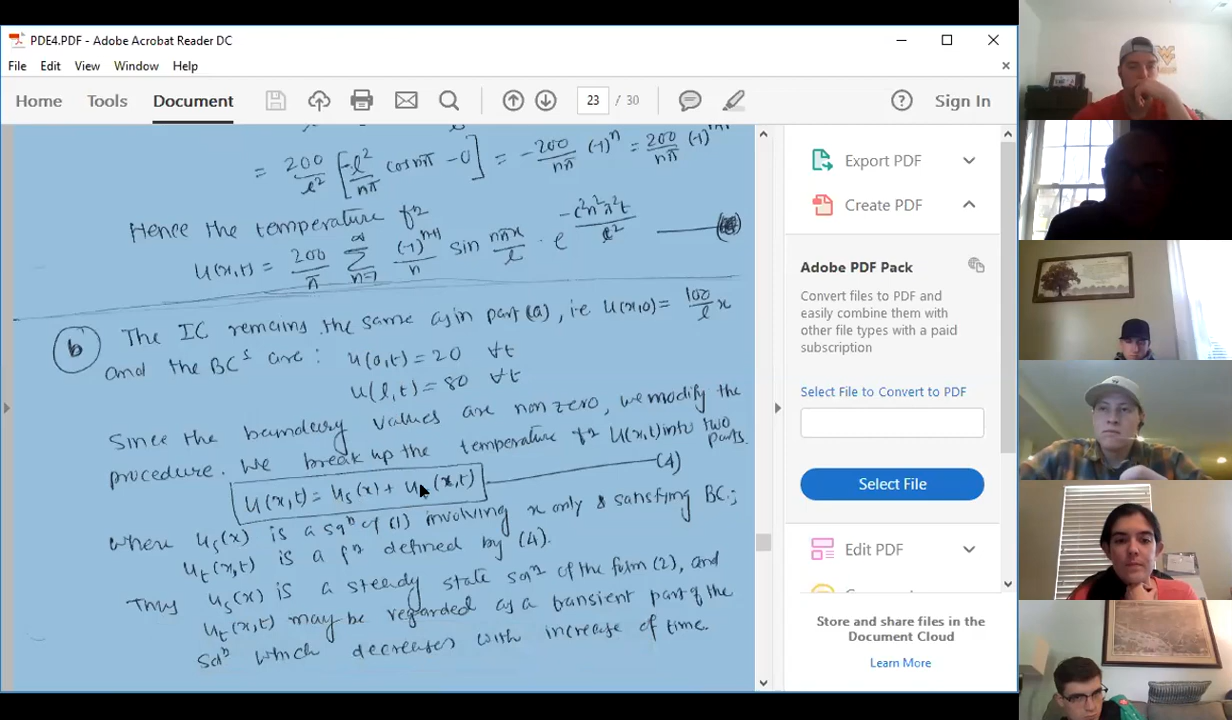 PDE4.PDF - Adobe Acrobat Reader DC
File Edit View Window Help
Home Tools Document 23 / 30 Sign In
= 200/l² [-l²/nπ cos nπ - 0] = -200/nπ (-1)ⁿ = 200/nπ (-1)ⁿ⁺¹
Hence the temperature fn
u(x,t) = 200/π ∑ₙ₌₁^∞ (-1)ⁿ⁺¹/n sin nπx/l · e^(-c²n²π²t/l²)
(b) The IC remains the same as in part (a), i.e u(x,0) = 100/l x
and the BCˢ are: u(0,t) = 20 ∀t
u(l,t) = 80 ∀t
Since the boundary values are non zero, we modify the
procedure. We break up the temperature fn u(x,t) into two parts.
u(x,t) = uₛ(x) + uₜ(x,t) (4)
where uₛ(x) is a solⁿ of (1) involving x only & satisfying BC;
uₜ(x,t) is a fn defined by (4).
Thus uₛ(x) is a steady state solⁿ of the form (2), and
uₜ(x,t) may be regarded as a transient part of the
solⁿ which decreases with increase of time.
Export PDF
Create PDF
Adobe PDF Pack
Convert files to PDF and
easily combine them with
other file types with a paid
subscription
Select File to Convert to PDF
Select File
Edit PDF
Store and share files in the
Document Cloud
Learn More